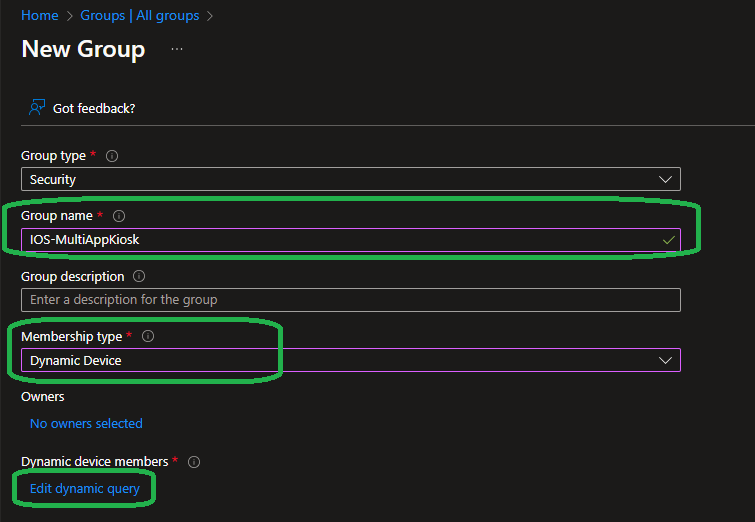 Home > Groups | All groups >
New Group ...
Got feedback?
Group type *
Security
Group name *
IOS-MultiAppKiosk
Group description
Enter a description for the group
Membership type *
Dynamic Device
Owners
No owners selected
Dynamic device members *
Edit dynamic query